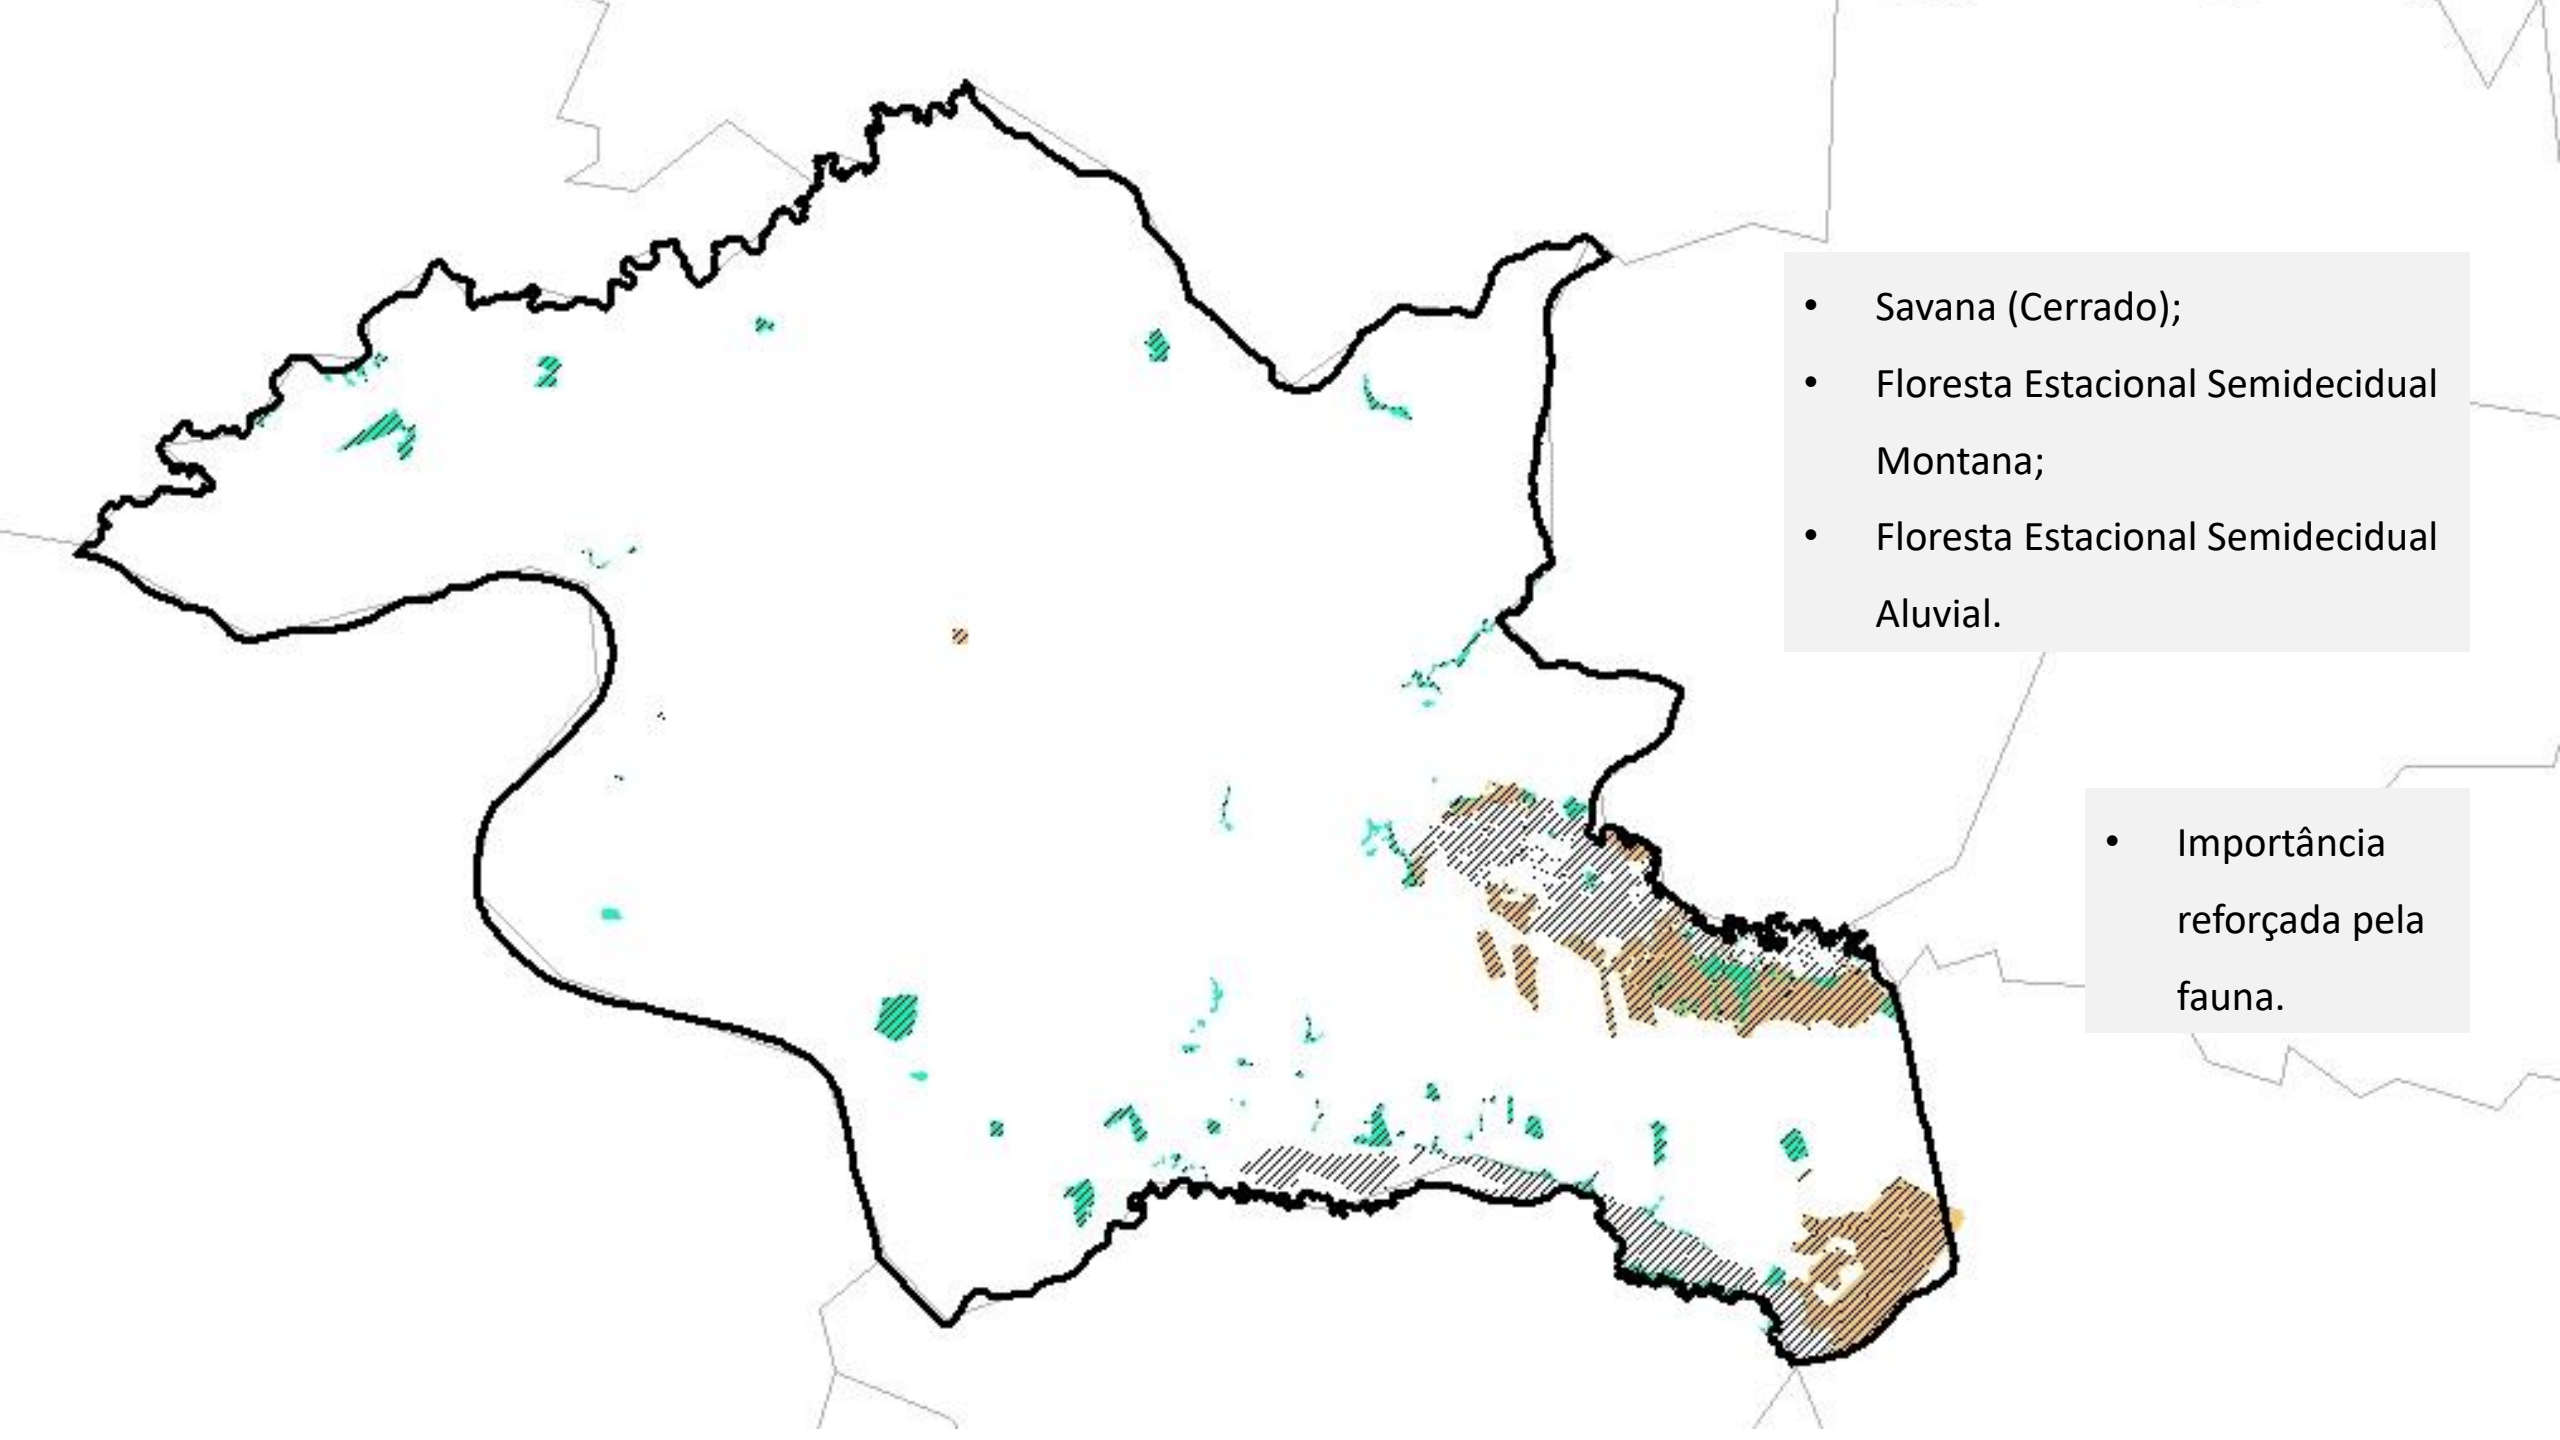 • Savana (Cerrado);
• Floresta Estacional Semidecidual
Montana;
• Floresta Estacional Semidecidual
Aluvial.
• Importância
reforçada pela
fauna.